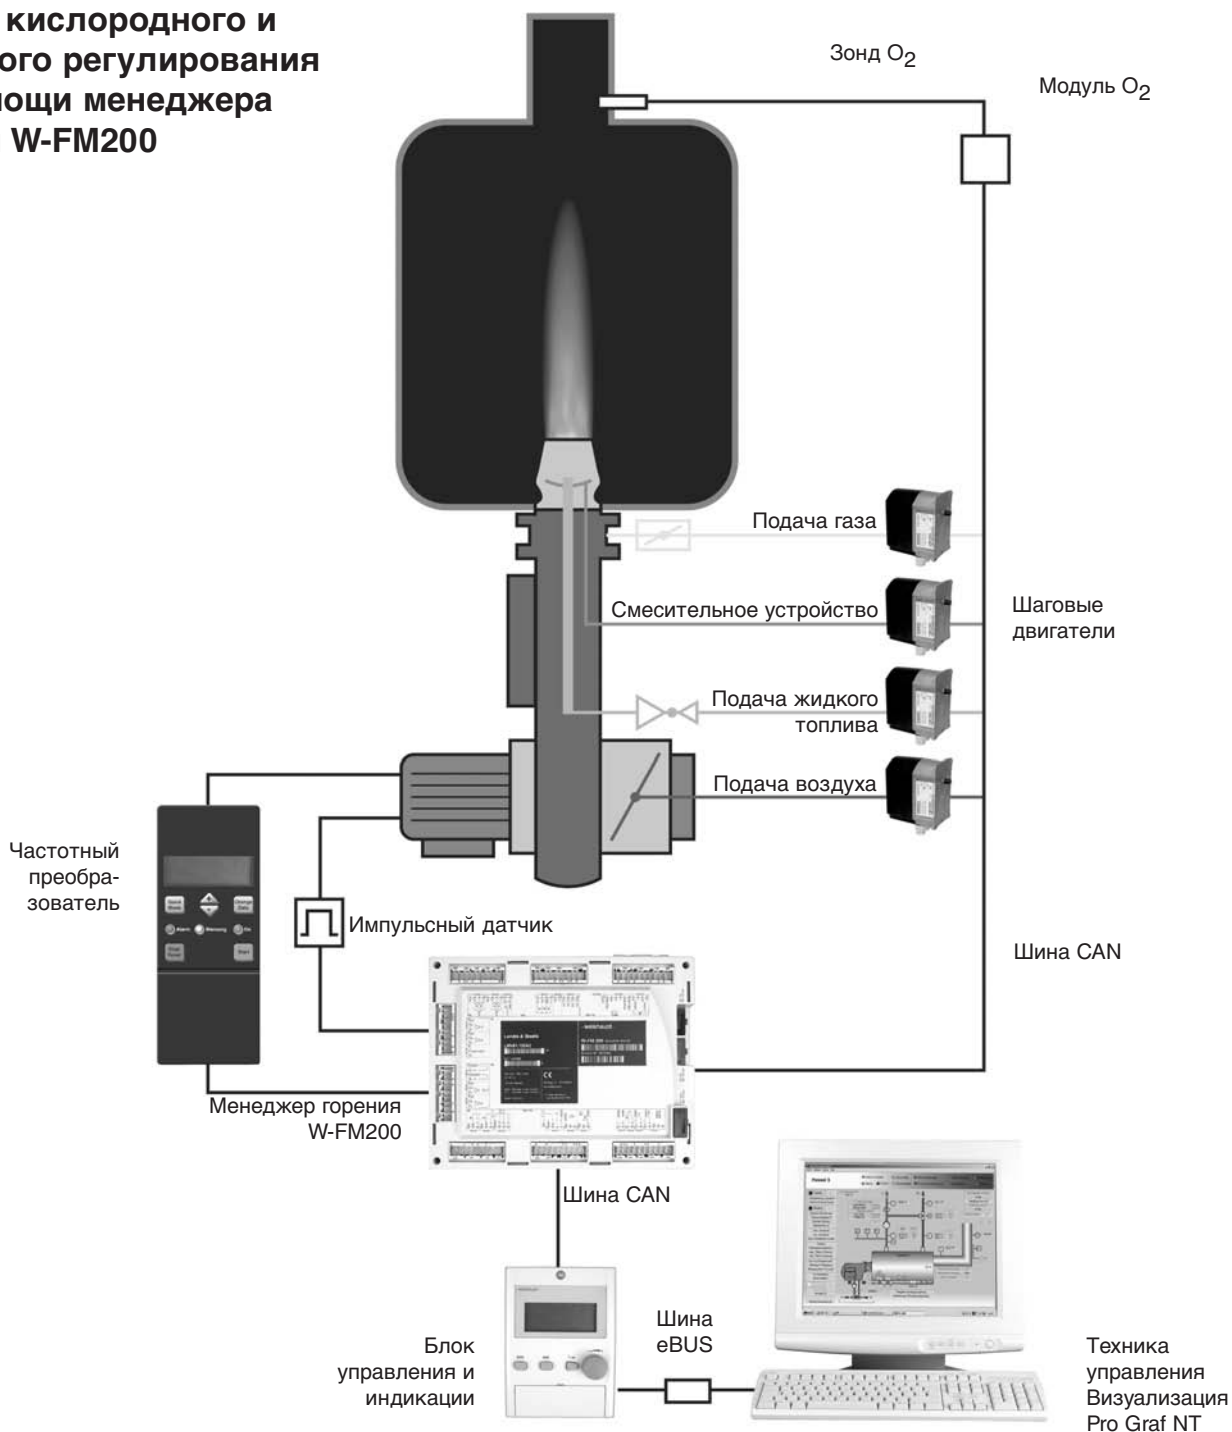 кислородного и
ого регулирования
мощи менеджера
W-FM200
Зонд O2
Модуль O2
Подача газа
Смесительное устройство
Шаговые
двигатели
Подача жидкого
топлива
Подача воздуха
Частотный
преобра-
зователь
Импульсный датчик
Шина CAN
Менеджер горения
W-FM200
Шина CAN
Шина
eBUS
Блок
управления и
индикации
Техника
управления
Визуализация
Pro Graf NT